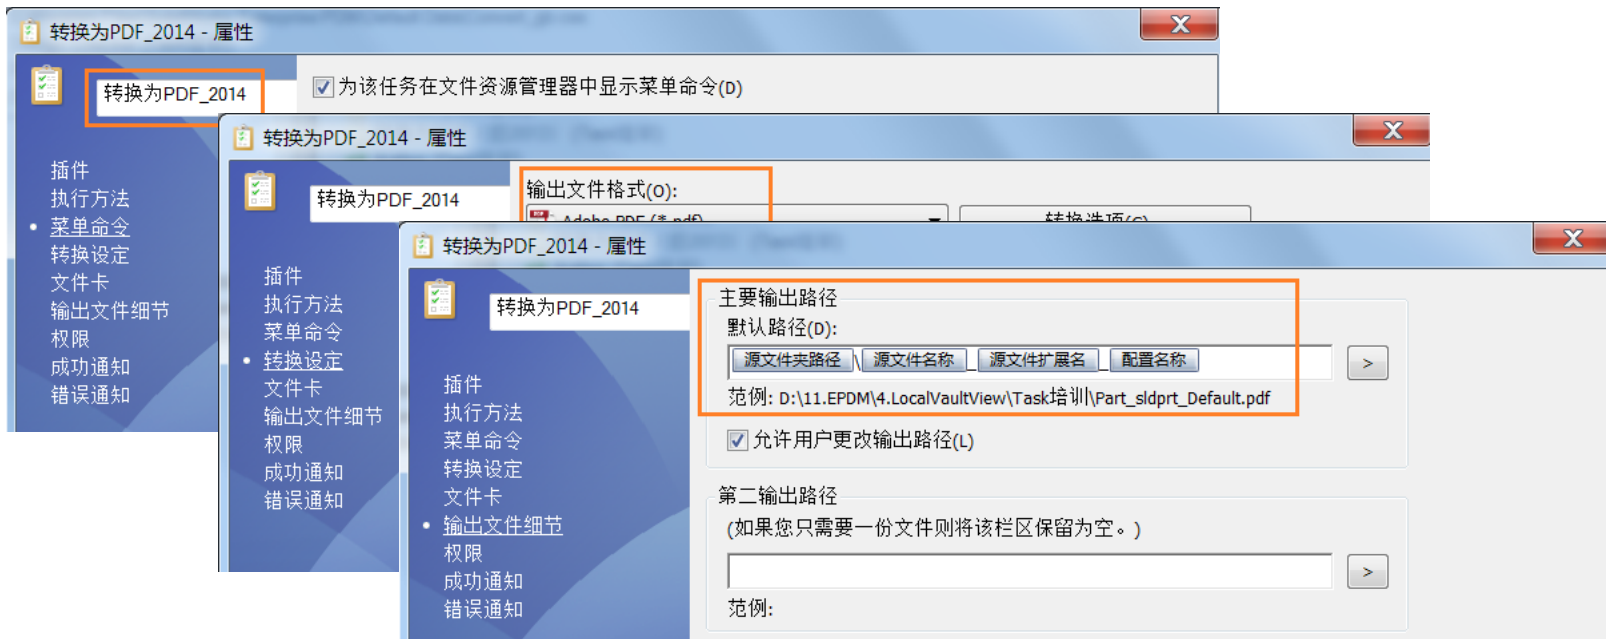 转换为PDF_2014 - 属性
转换为PDF_2014
为该任务在文件资源管理器中显示菜单命令(D)
插件
执行方法
菜单命令
转换设定
文件卡
输出文件细节
权限
成功通知
错误通知
转换为PDF_2014 - 属性
转换为PDF_2014
输出文件格式(O):
Adobe PDF (*.pdf)
转换选项(C)
插件
执行方法
菜单命令
转换设定
文件卡
输出文件细节
权限
成功通知
错误通知
转换为PDF_2014 - 属性
转换为PDF_2014
插件
执行方法
菜单命令
转换设定
文件卡
输出文件细节
权限
成功通知
错误通知
主要输出路径
默认路径(D):
源文件夹路径\源文件名称_源文件扩展名_配置名称
>
范例: D:\11.EPDM\4.LocalVaultView\Task培训\Part_sldprt_Default.pdf
允许用户更改输出路径(L)
第二输出路径
(如果您只需要一份文件则将该栏区保留为空。)
>
范例: